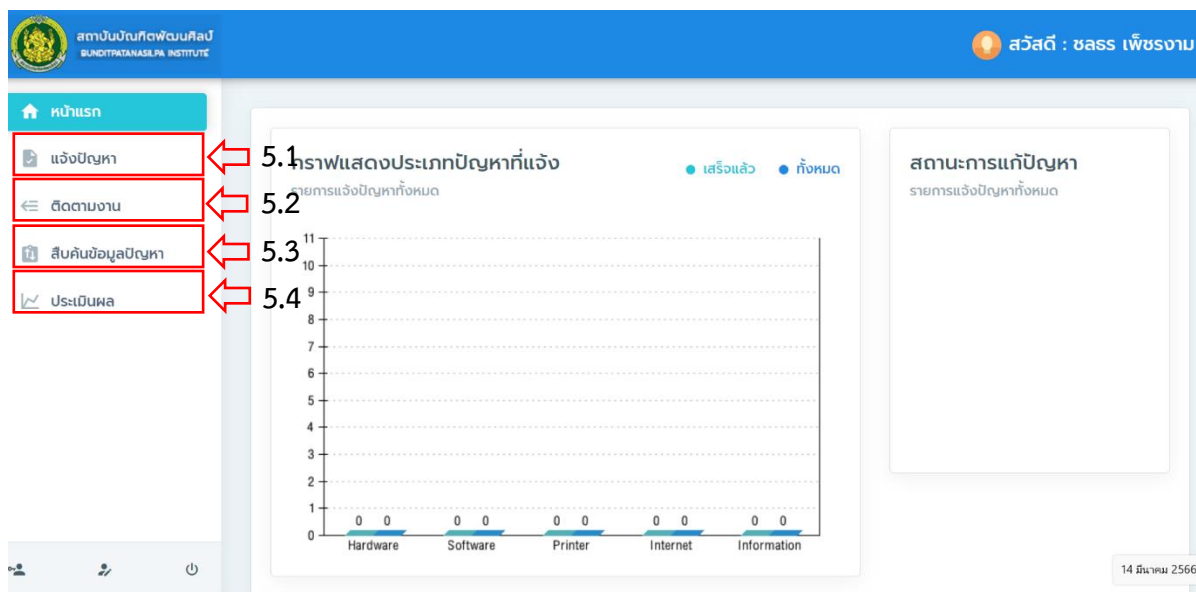 สถาบันบัณฑิตพัฒนศิลป์
BUNDITPATANASILPA INSTITUTE
สวัสดี : ชลธร เพ็ชรงาม
หน้าแรก
แจ้งปัญหา
5.1
ติดตามงาน
5.2
สืบค้นข้อมูลปัญหา
5.3
ประเมินผล
5.4
กราฟแสดงประเภทปัญหาที่แจ้ง
เสร็จแล้ว ทั้งหมด
รายการแจ้งปัญหาทั้งหมด
11
10
9
8
7
6
5
4
3
2
1
0
0 0 0 0 0 0 0 0 0 0
Hardware Software Printer Internet Information
สถานะการแก้ปัญหา
รายการแจ้งปัญหาทั้งหมด
14 มีนาคม 2566